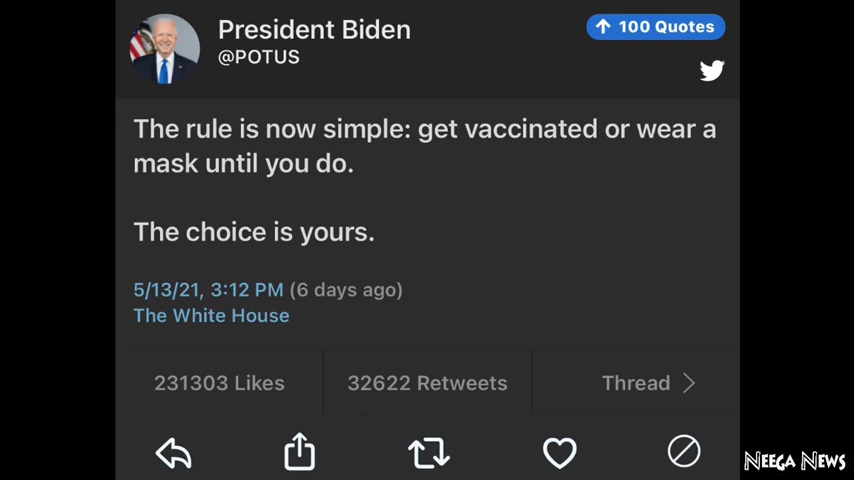 President Biden
100 Quotes
@POTUS
The rule is now simple: get vaccinated or wear a
mask until you do.
The choice is yours.
5/13/21, 3:12 PM (6 days ago)
The White House
231303 Likes
32622 Retweets
Thread
NEEGA NEWS